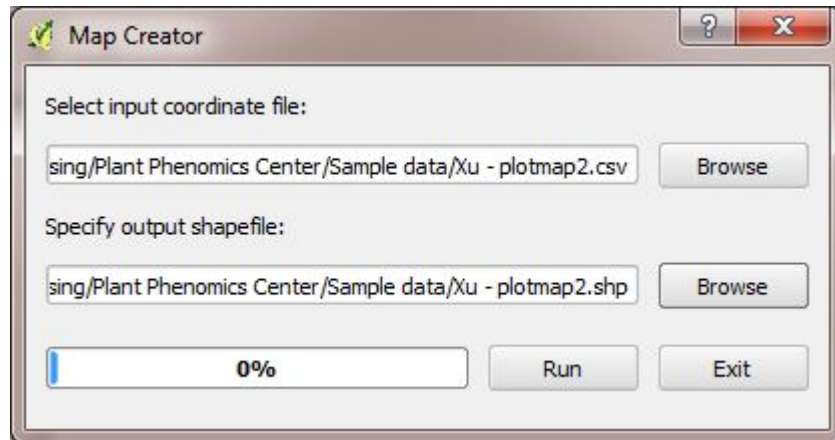 Map Creator
?
X
Select input coordinate file:
sing/Plant Phenomics Center/Sample data/Xu - plotmap2.csv
Browse
Specify output shapefile:
sing/Plant Phenomics Center/Sample data/Xu - plotmap2.shp
Browse
0%
Run
Exit